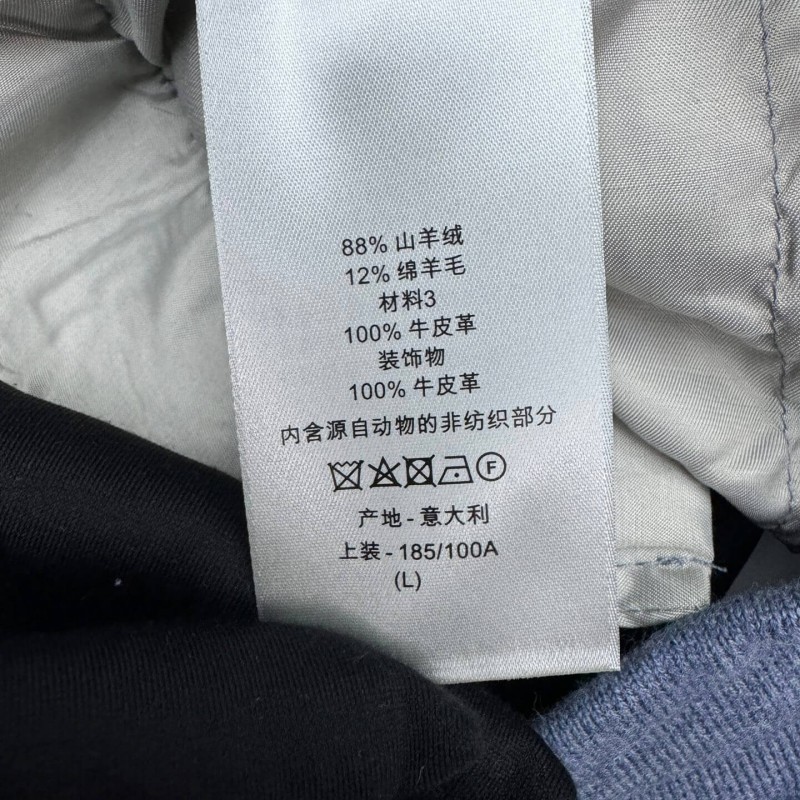 88% 山羊绒
12% 绵羊毛
材料3
100% 牛皮革
装饰物
100% 牛皮革
内含源自动物的非纺织部分
F
产地 - 意大利
上装 - 185/100A
(L)